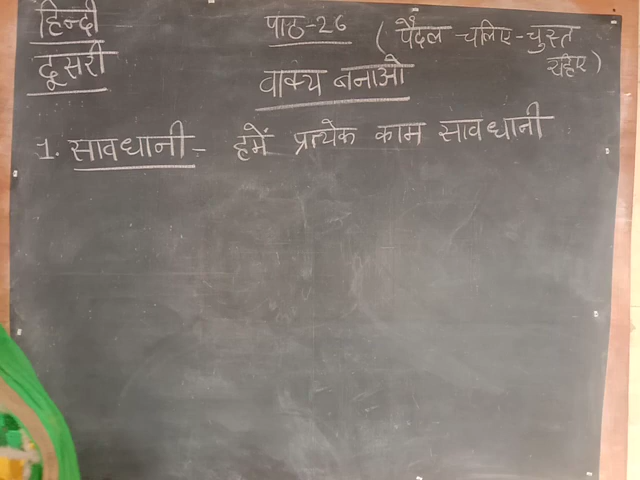 हिन्दी पाठ-26 (पैदल चलिए-चुस्त
दूसरी वाक्य बनाओ रहिए)
1. सावधानी- हमें प्रत्येक काम सावधानी